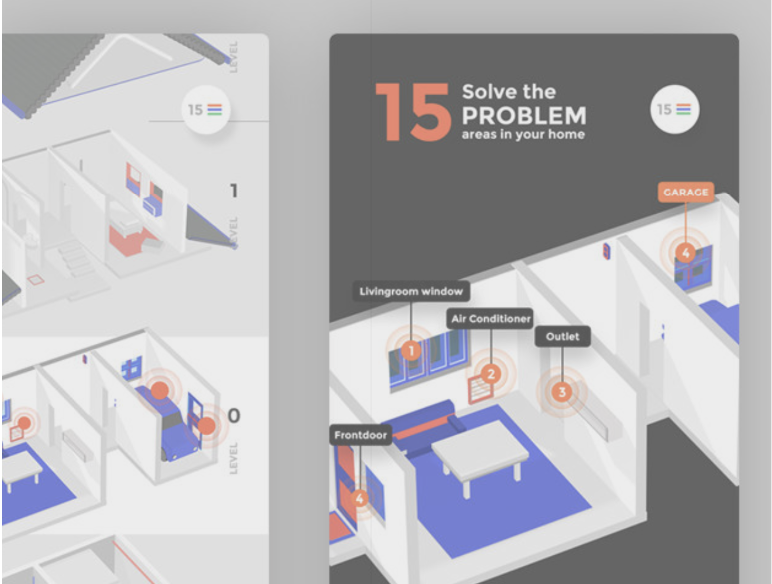 LEVEL
15
1
LEVEL
0
LEVEL
15
Solve the
PROBLEM
areas in your home
15
GARAGE
4
Livingroom window
1
Air Conditioner
2
Outlet
3
Frontdoor
4